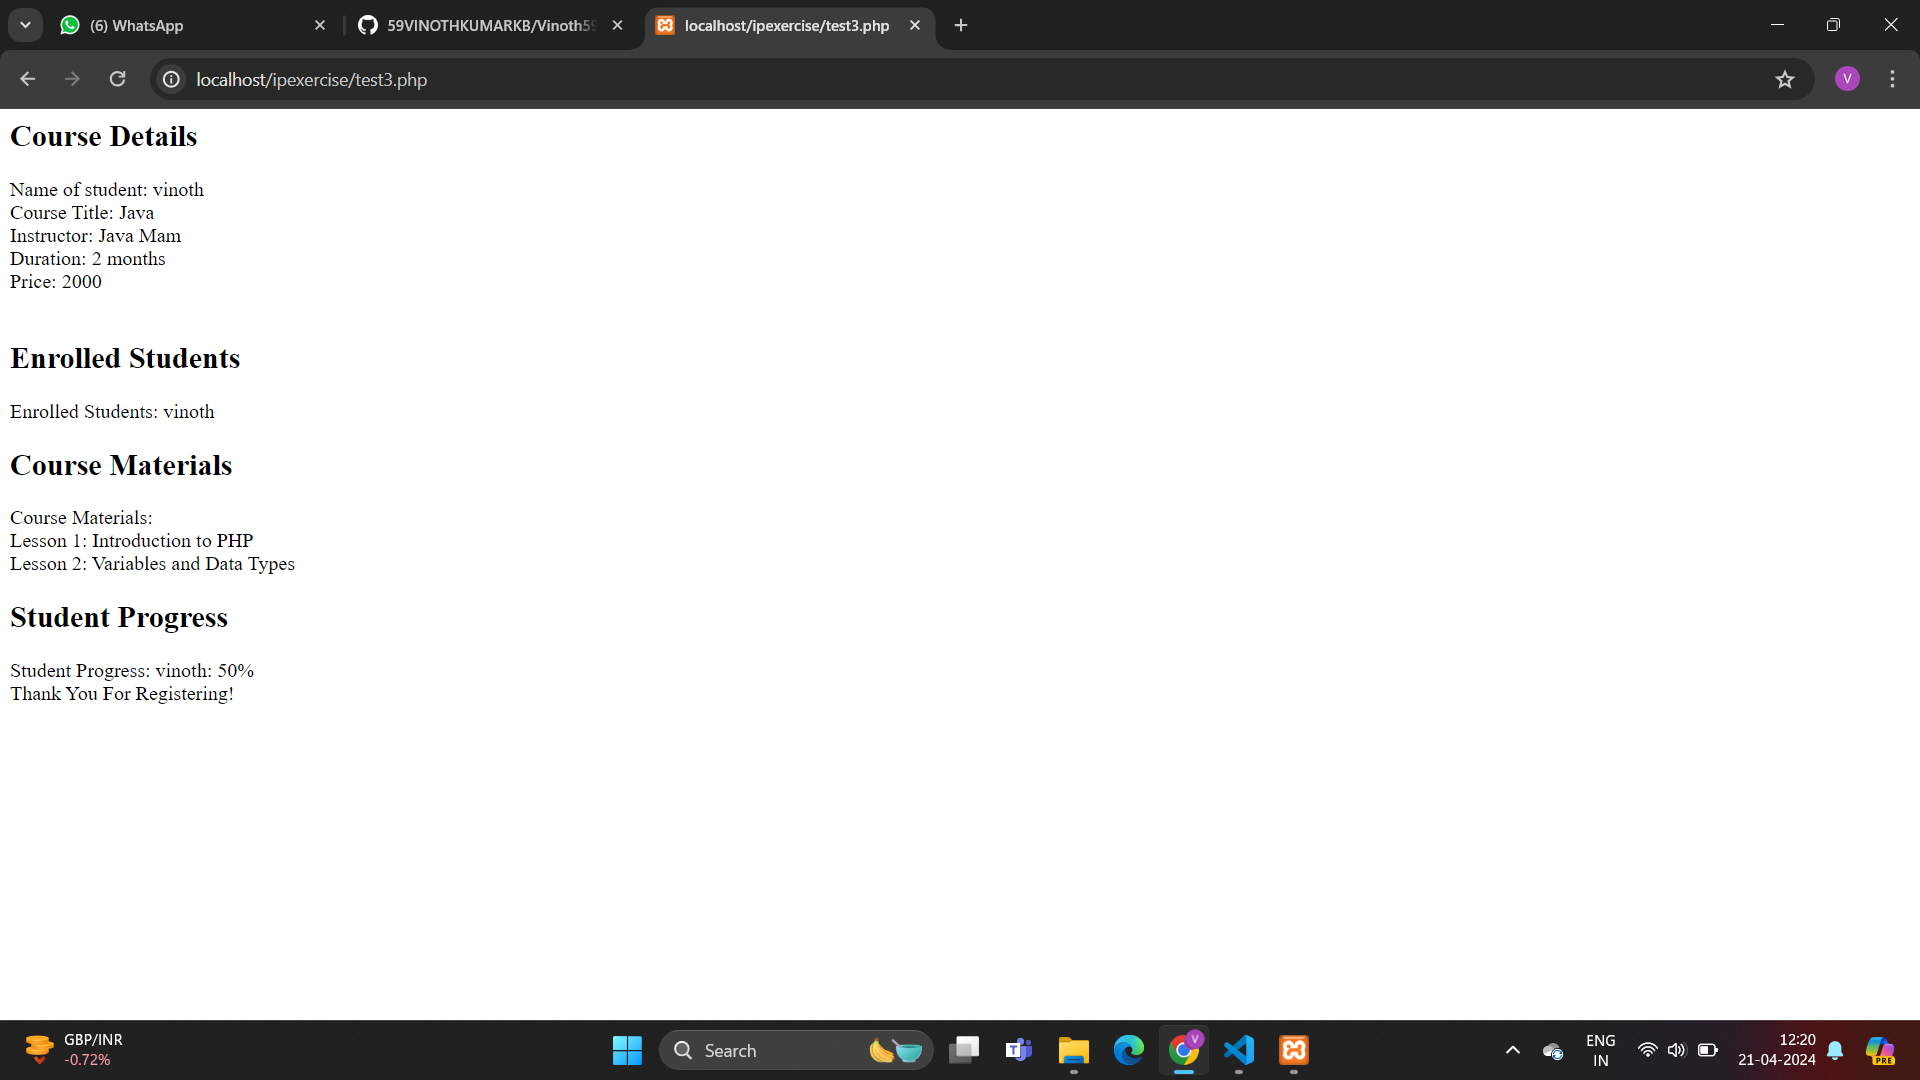 (6) WhatsApp
59VINOTHKUMARKB/Vinoth59
localhost/ipexercise/test3.php
localhost/ipexercise/test3.php
V
Course Details
Name of student: vinoth
Course Title: Java
Instructor: Java Mam
Duration: 2 months
Price: 2000
Enrolled Students
Enrolled Students: vinoth
Course Materials
Course Materials:
Lesson 1: Introduction to PHP
Lesson 2: Variables and Data Types
Student Progress
Student Progress: vinoth: 50%
Thank You For Registering!
GBP/INR
-0.72%
Search
V
ENG
IN
12:20
21-04-2024
PRE